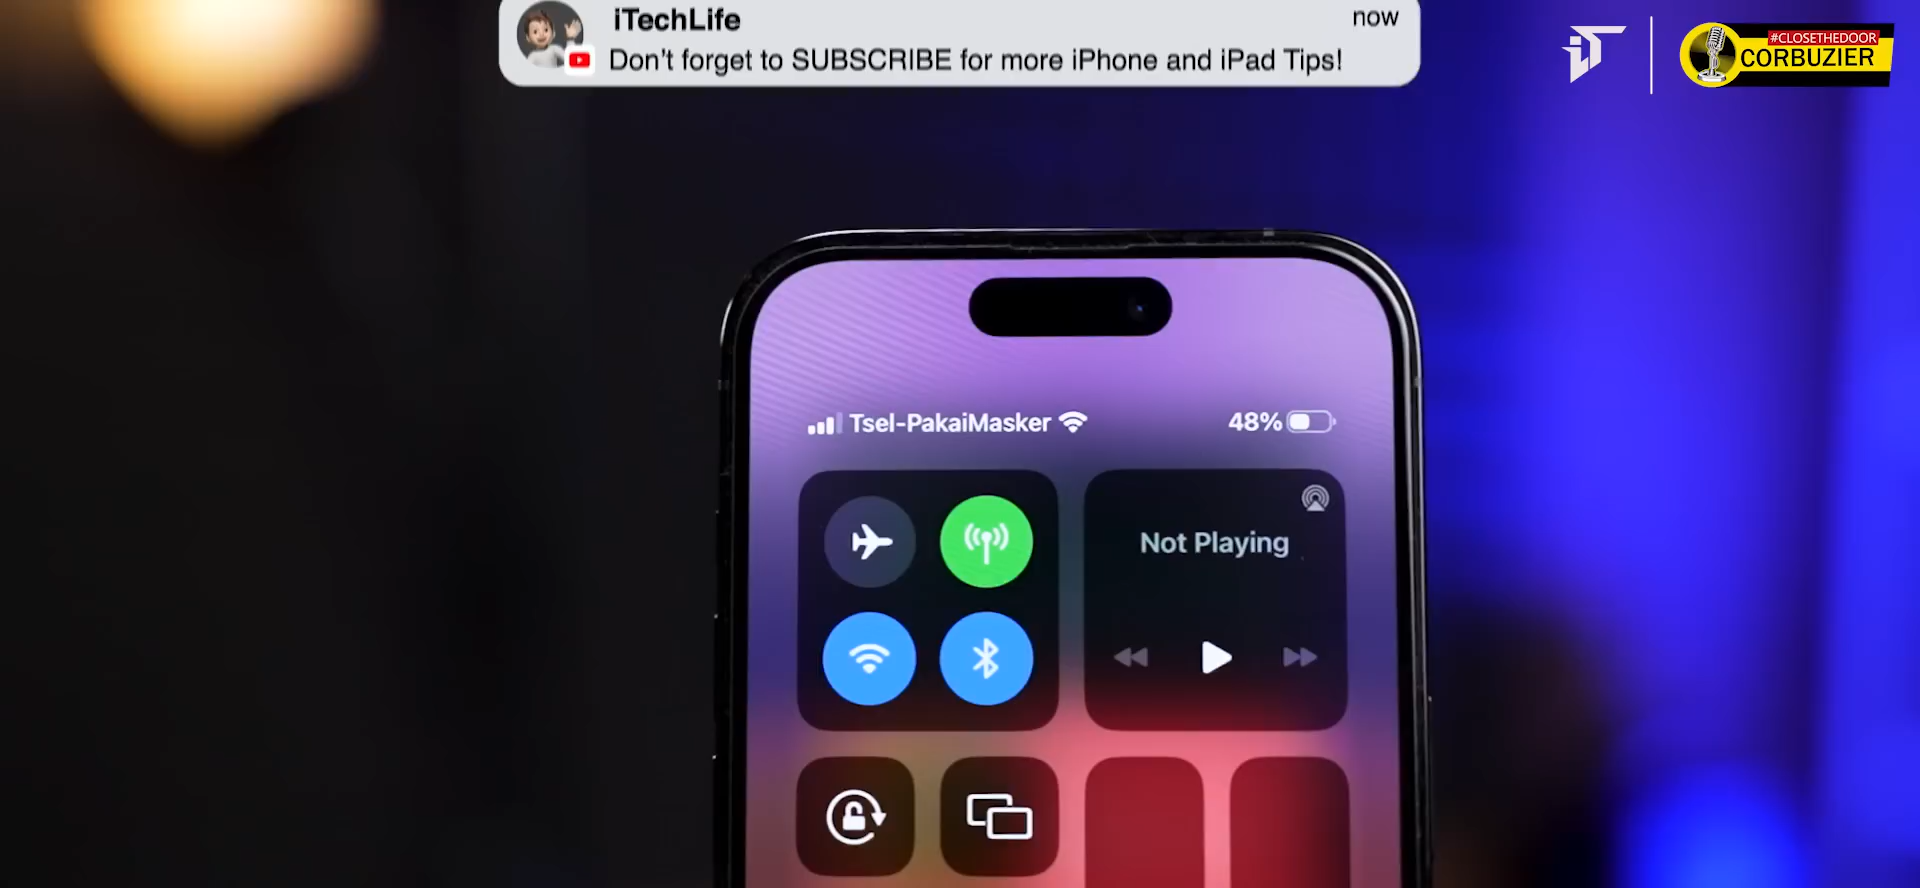 iTechLife
now
Don't forget to SUBSCRIBE for more iPhone and iPad Tips!
#CLOSETHEDOOR
CORBUZIER
Tsel-PakaiMasker
48%
Not Playing